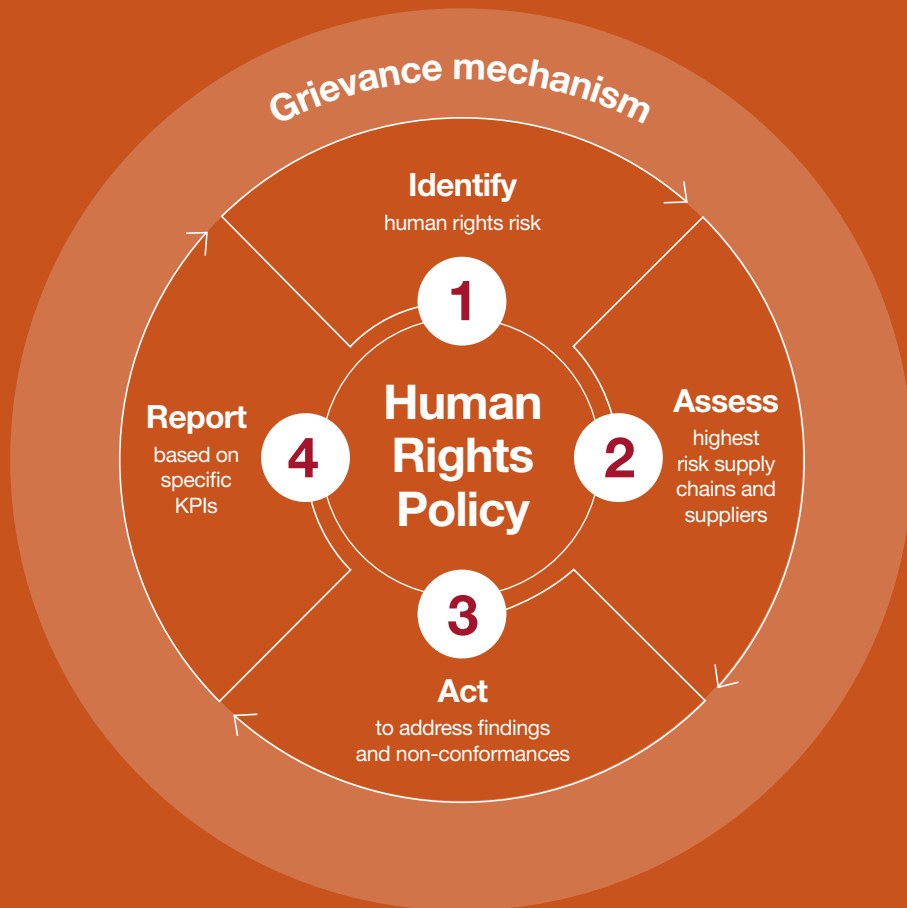 Grievance mechanism
Identify
human rights risk
1
Human
Rights
Policy
2
Assess
highest
risk supply
chains and
suppliers
3
Act
to address findings
and non-conformances
4
Report
based on
specific
KPIs